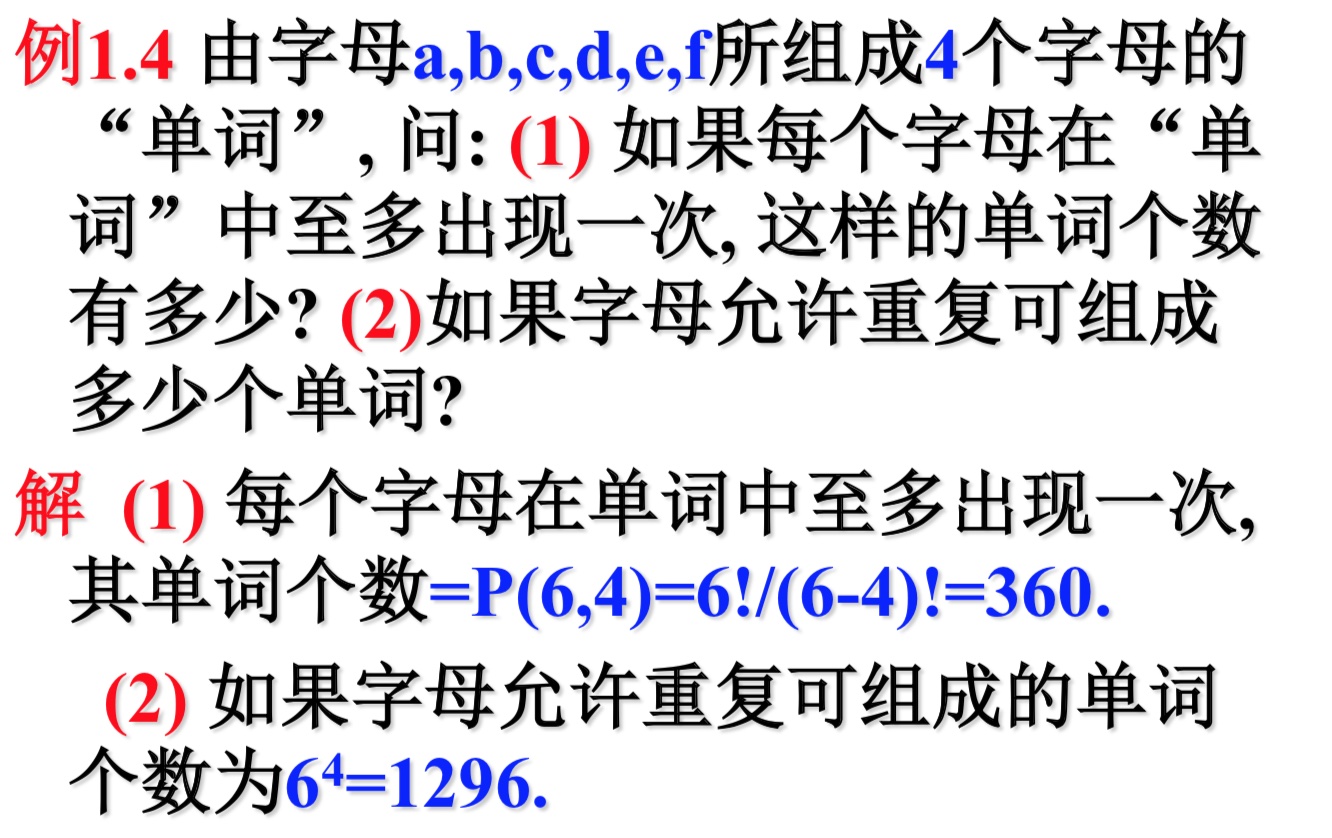 例1.4 由字母a,b,c,d,e,f所组成4个字母的
“单词”, 问: (1) 如果每个字母在“单
词”中至多出现一次, 这样的单词个数
有多少? (2)如果字母允许重复可组成
多少个单词?
解 (1) 每个字母在单词中至多出现一次,
其单词个数=P(6,4)=6!/(6-4)!=360.
(2) 如果字母允许重复可组成的单词
个数为6⁴=1296.